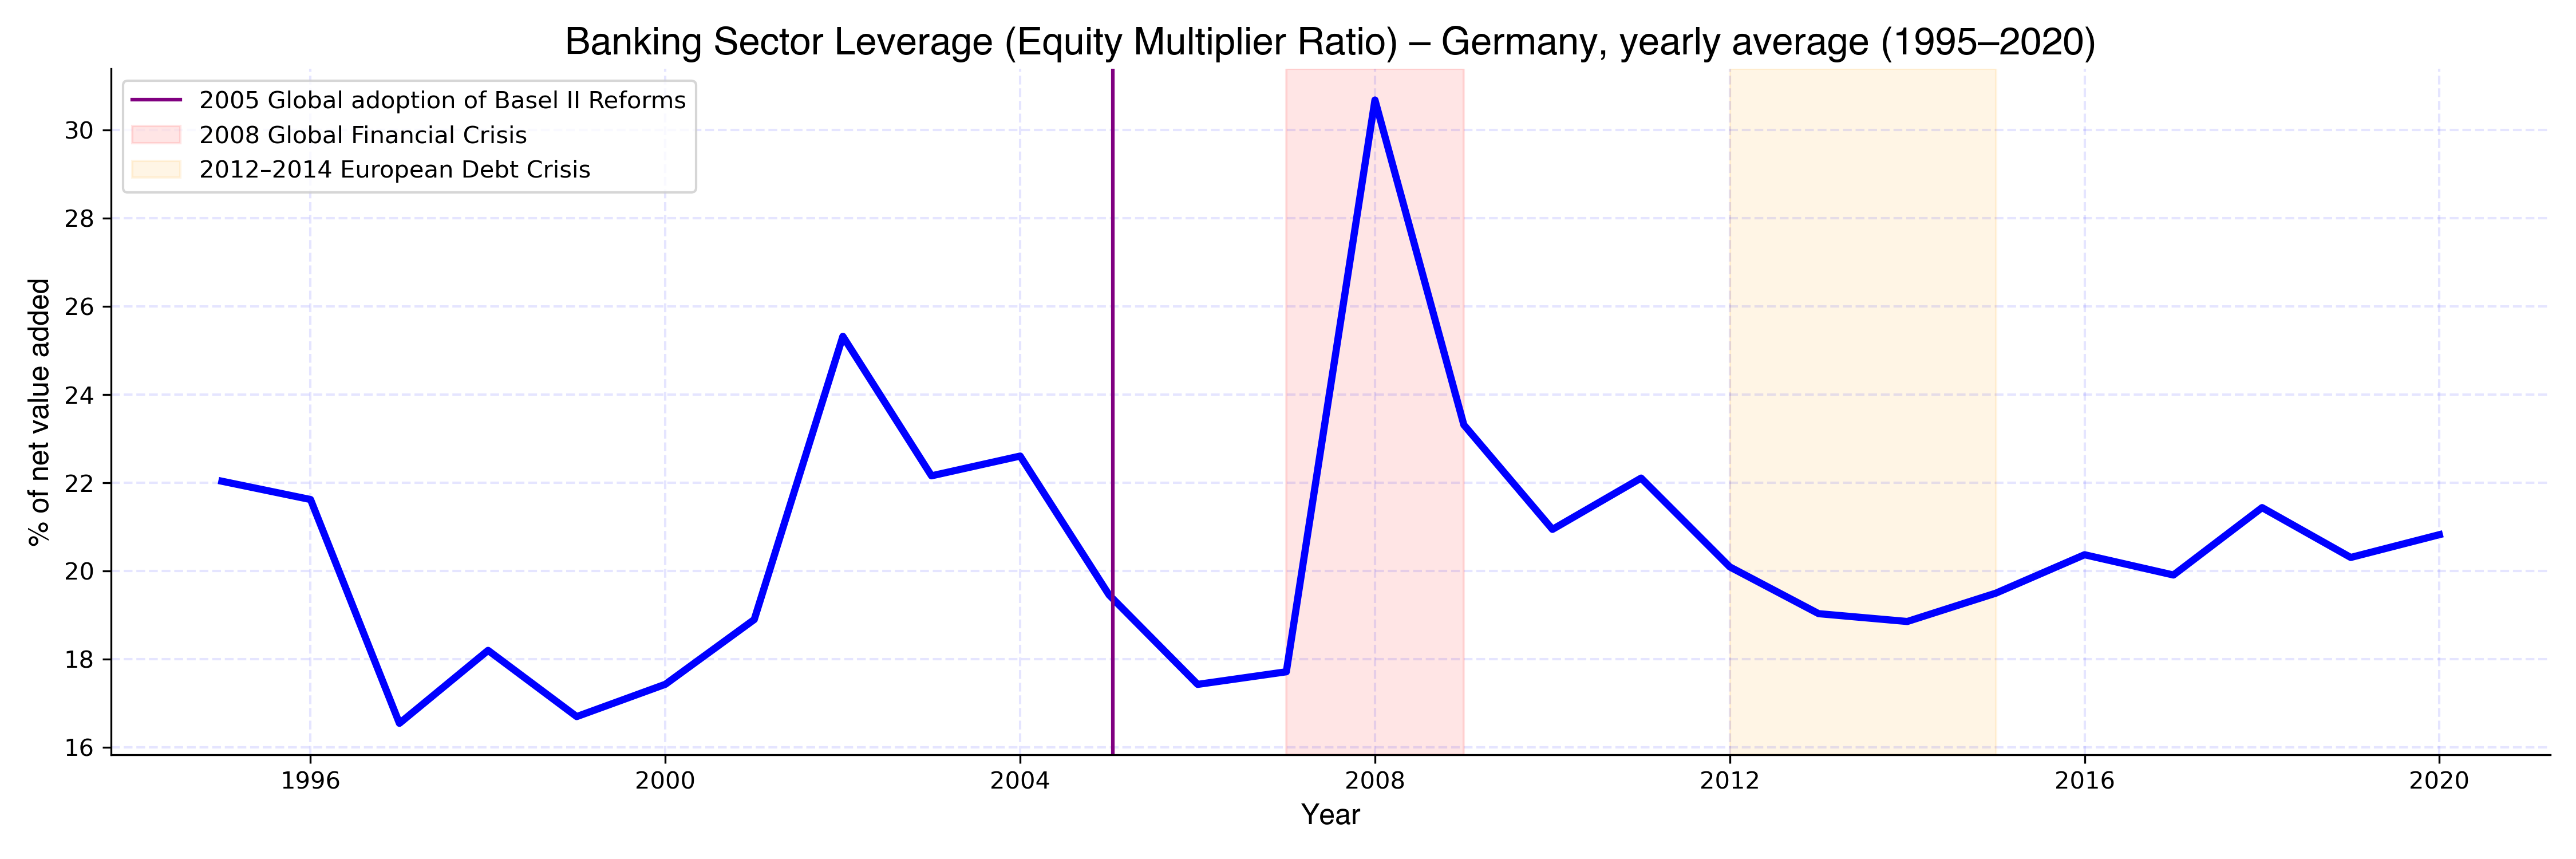 Banking Sector Leverage (Equity Multiplier Ratio) – Germany, yearly average (1995–2020)
2005 Global adoption of Basel II Reforms
2008 Global Financial Crisis
2012–2014 European Debt Crisis
% of net value added
30
28
26
24
22
20
18
16
1996
2000
2004
2008
2012
2016
2020
Year